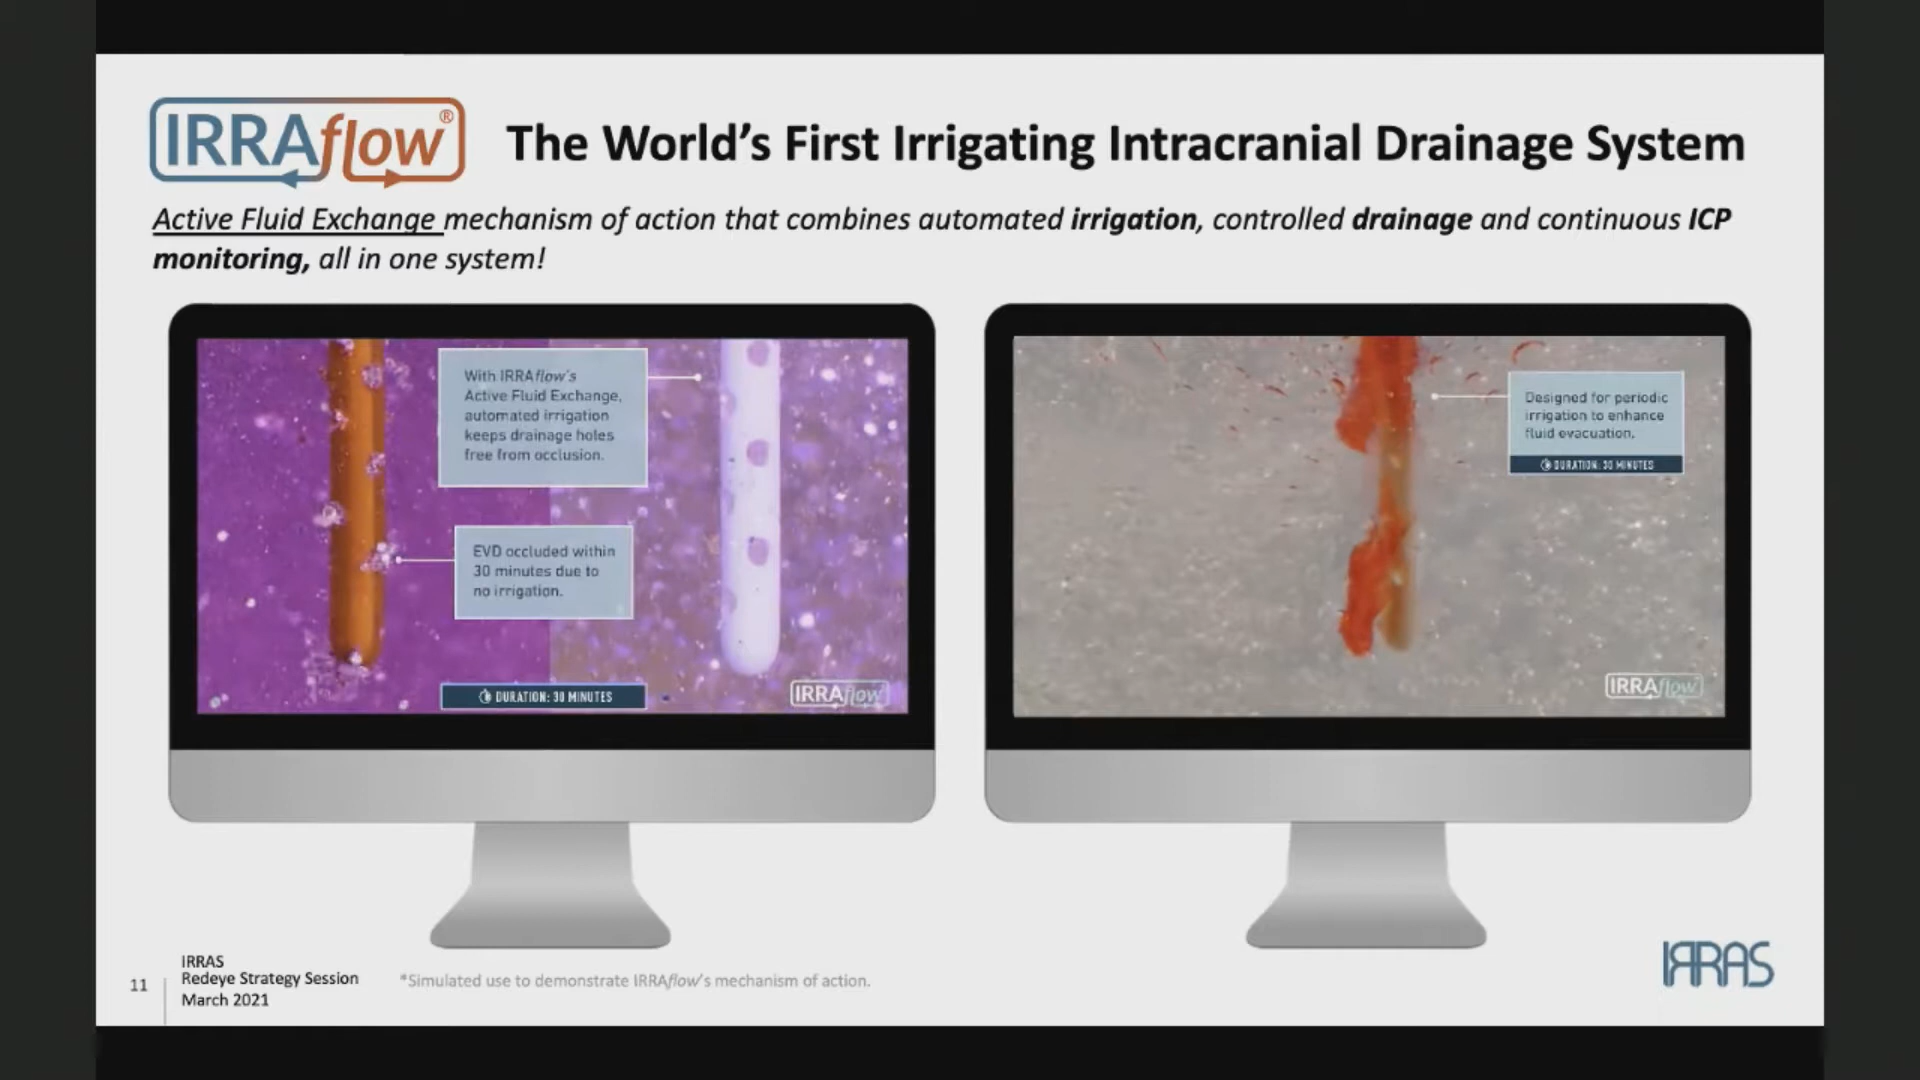 IRRAflow®
The World's First Irrigating Intracranial Drainage System
Active Fluid Exchange mechanism of action that combines automated irrigation, controlled drainage and continuous ICP
monitoring, all in one system!
With IRRAflow's
Active Fluid Exchange,
automated irrigation
keeps drainage holes
free from occlusion.
EVD occluded within
30 minutes due to
no irrigation.
DURATION: 30 MINUTES
IRRAflow
Designed for periodic
irrigation to enhance
fluid evacuation.
DURATION: 30 MINUTES
IRRAflow
11
IRRAS
Redeye Strategy Session
March 2021
*Simulated use to demonstrate IRRAflow's mechanism of action.
IRRAS